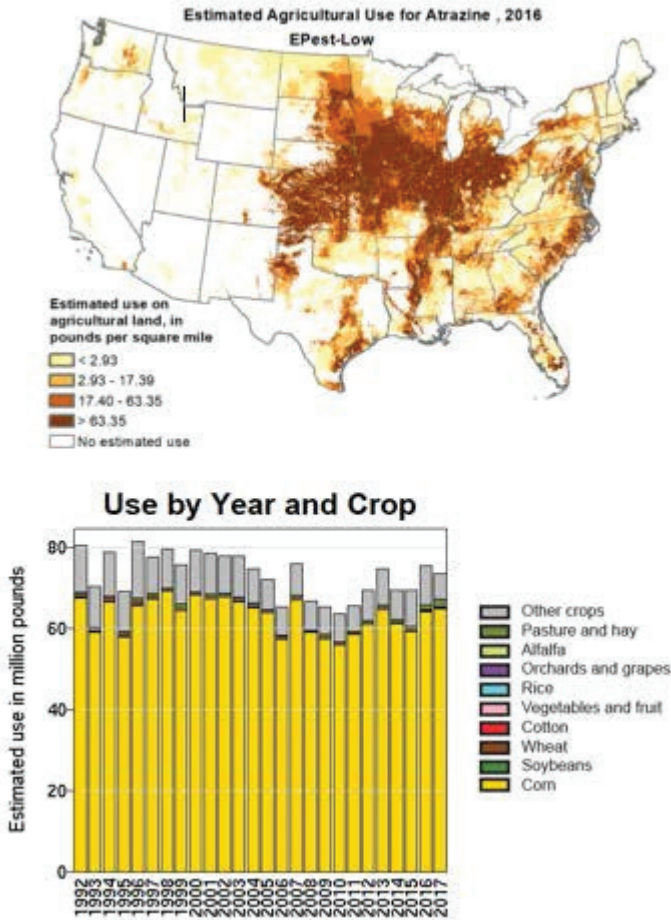 Estimated Agricultural Use for Atrazine , 2016
EPest-Low
Estimated use on
agricultural land, in
pounds per square mile
< 2.93
2.93 - 17.39
17.40 - 63.35
> 63.35
No estimated use
Use by Year and Crop
Estimated use in million pounds
80
60
40
20
0
1992
1993
1994
1995
1996
1997
1998
1999
2000
2001
2002
2003
2004
2005
2006
2007
2008
2009
2010
2011
2012
2013
2014
2015
2016
2017
Other crops
Pasture and hay
Alfalfa
Orchards and grapes
Rice
Vegetables and fruit
Cotton
Wheat
Soybeans
Corn